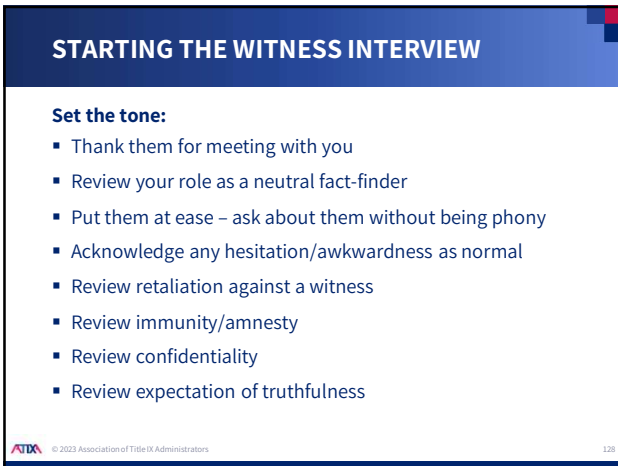 STARTING THE WITNESS INTERVIEW
Set the tone:
▪ Thank them for meeting with you
▪ Review your role as a neutral fact-finder
▪ Put them at ease – ask about them without being phony
▪ Acknowledge any hesitation/awkwardness as normal
▪ Review retaliation against a witness
▪ Review immunity/amnesty
▪ Review confidentiality
▪ Review expectation of truthfulness
ATIXA © 2023 Association of Title IX Administrators 128